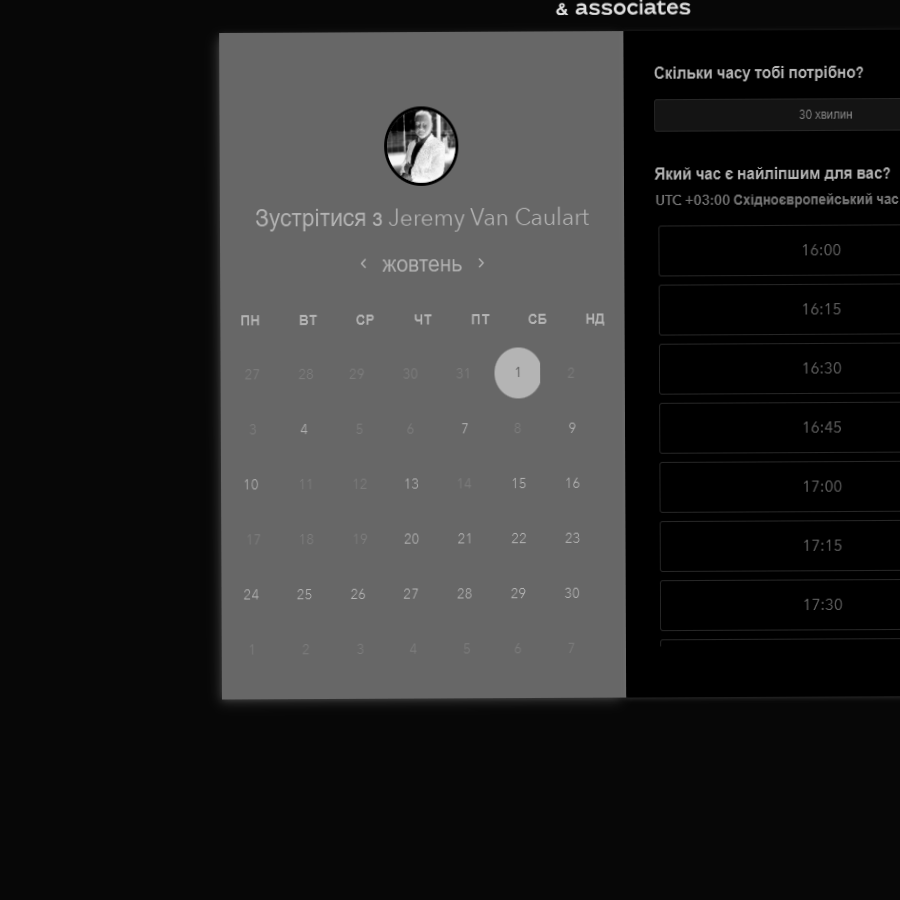 & associates
Зустрітися з Jeremy Van Caulart
‹ жовтень ›
ПН ВТ СР ЧТ ПТ СБ НД
27 28 29 30 31 1 2
3 4 5 6 7 8 9
10 11 12 13 14 15 16
17 18 19 20 21 22 23
24 25 26 27 28 29 30
1 2 3 4 5 6 7
Скільки часу тобі потрібно?
30 хвилин
Який час є найліпшим для вас?
UTC +03:00 Східноєвропейський час
16:00
16:15
16:30
16:45
17:00
17:15
17:30